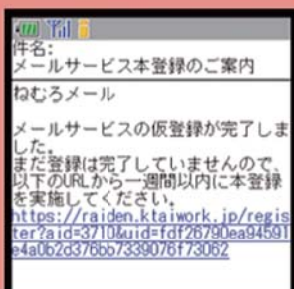 件名:
メールサービス本登録のご案内
ねむろメール
メールサービスの仮登録が完了しま
した。
まだ登録は完了していませんので、
以下のURLから一週間以内に本登録
を実施してください。
https://raiden.ktaiwork.jp/regis
ter?aid=3710&uid=fdf26790ea94591
e4a0b2d376bb7339076f73062